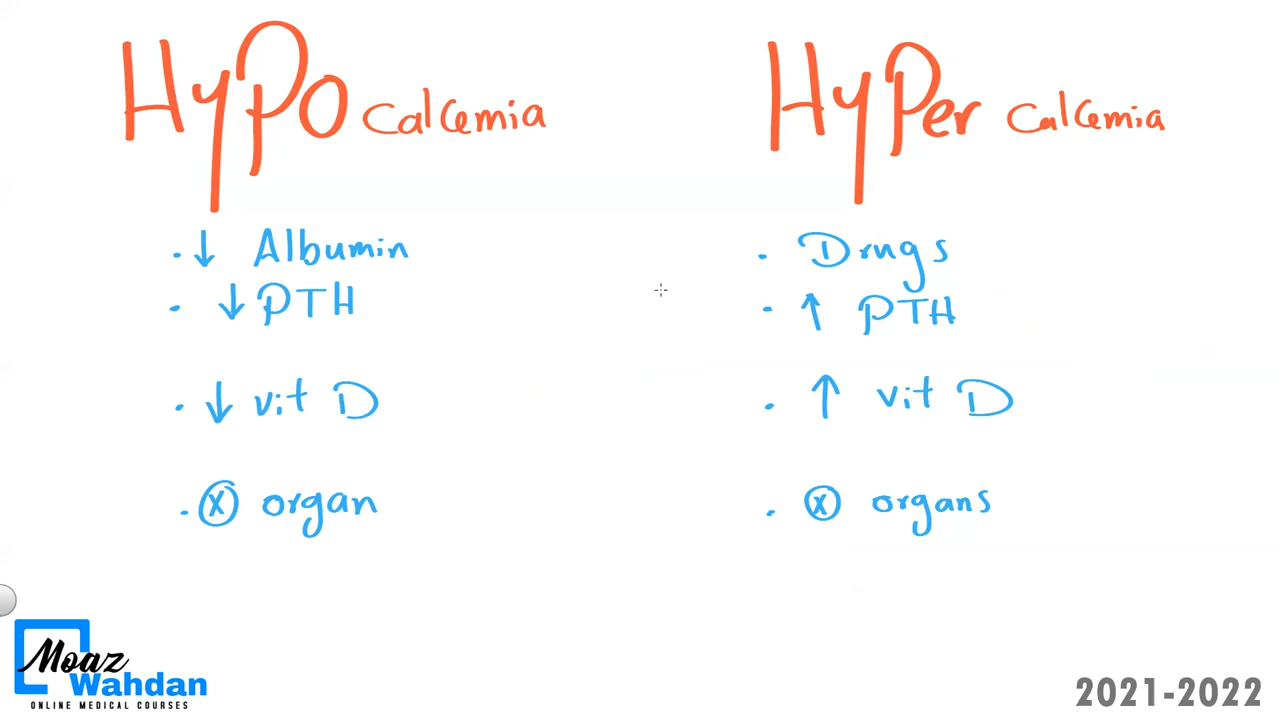 HyPo calcemia
HyPer calcemia
. ↓ Albumin
. ↓ PTH
. ↓ vit D
. ⓧ organ
. Drugs
. ↑ PTH
. ↑ vit D
. ⓧ organs
Moaz
Wahdan
ONLINE MEDICAL COURSES
2021-2022